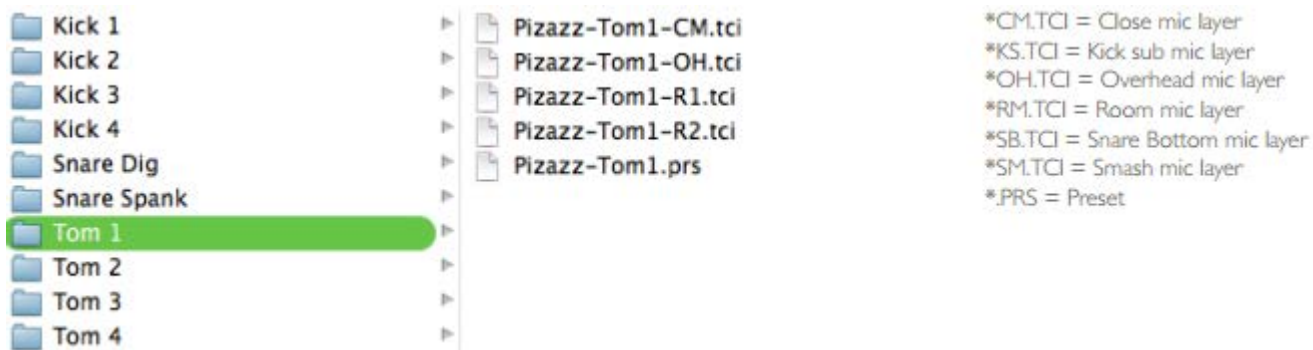 Kick 1
Kick 2
Kick 3
Kick 4
Snare Dig
Snare Spank
Tom 1
Tom 2
Tom 3
Tom 4
Pizazz-Tom1-CM.tci
Pizazz-Tom1-OH.tci
Pizazz-Tom1-R1.tci
Pizazz-Tom1-R2.tci
Pizazz-Tom1.prs
*CM.TCI = Close mic layer
*KS.TCI = Kick sub mic layer
*OH.TCI = Overhead mic layer
*RM.TCI = Room mic layer
*SB.TCI = Snare Bottom mic layer
*SM.TCI = Smash mic layer
*.PRS = Preset